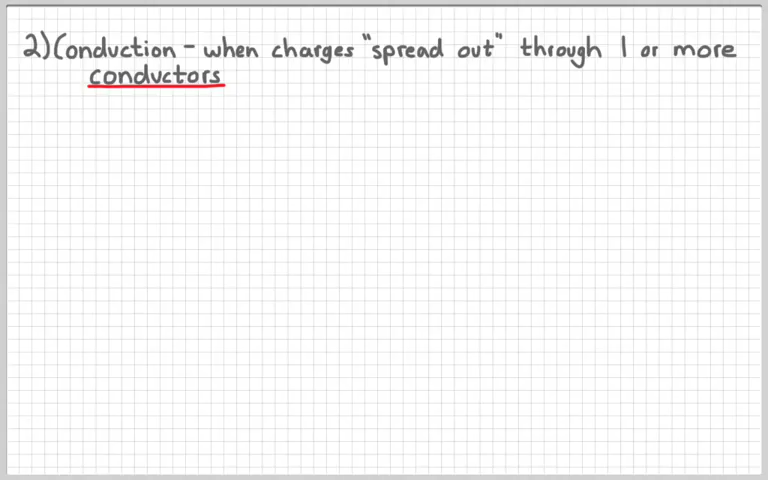 2) Conduction - when charges "spread out" through 1 or more
conductors